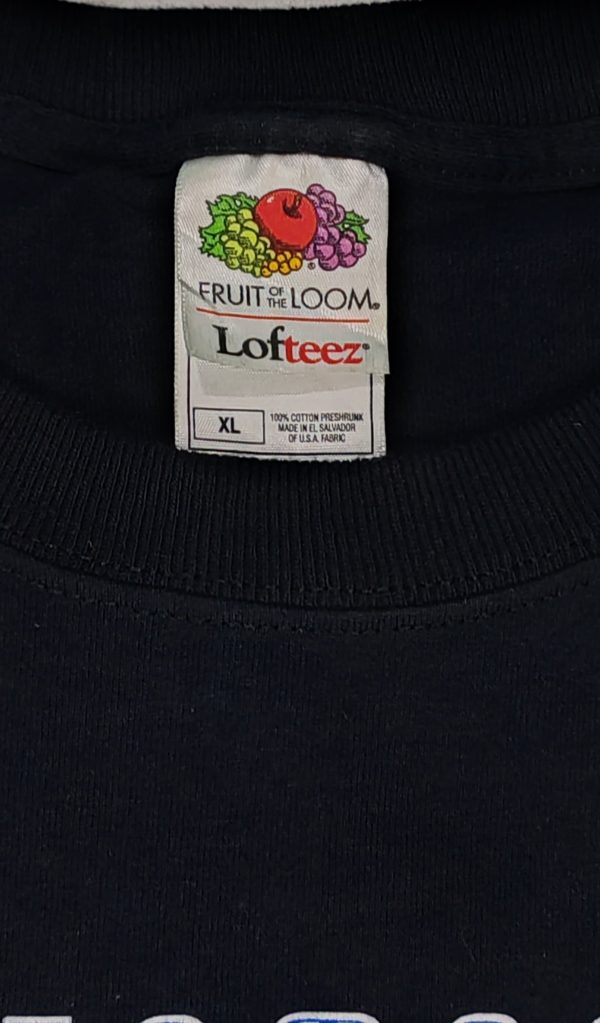 FRUIT OF THE LOOM®
Lofteez®
XL
100% COTTON PRESHRUNK
MADE IN EL SALVADOR
OF U.S.A. FABRIC